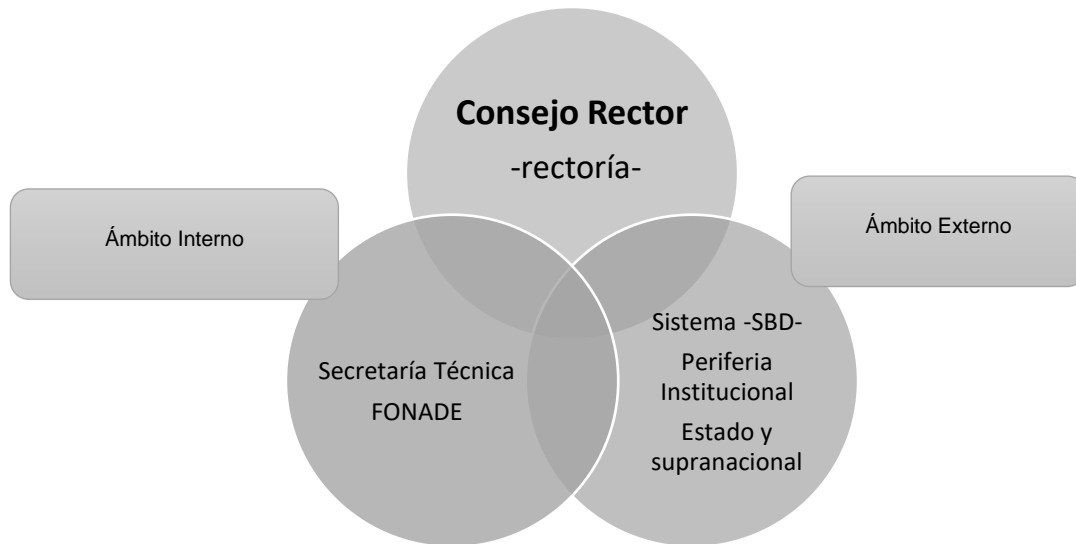 Consejo Rector
-rectoría-
Ámbito Interno
Ámbito Externo
Secretaría Técnica
FONADE
Sistema -SBD-
Periferia
Institucional
Estado y
supranacional